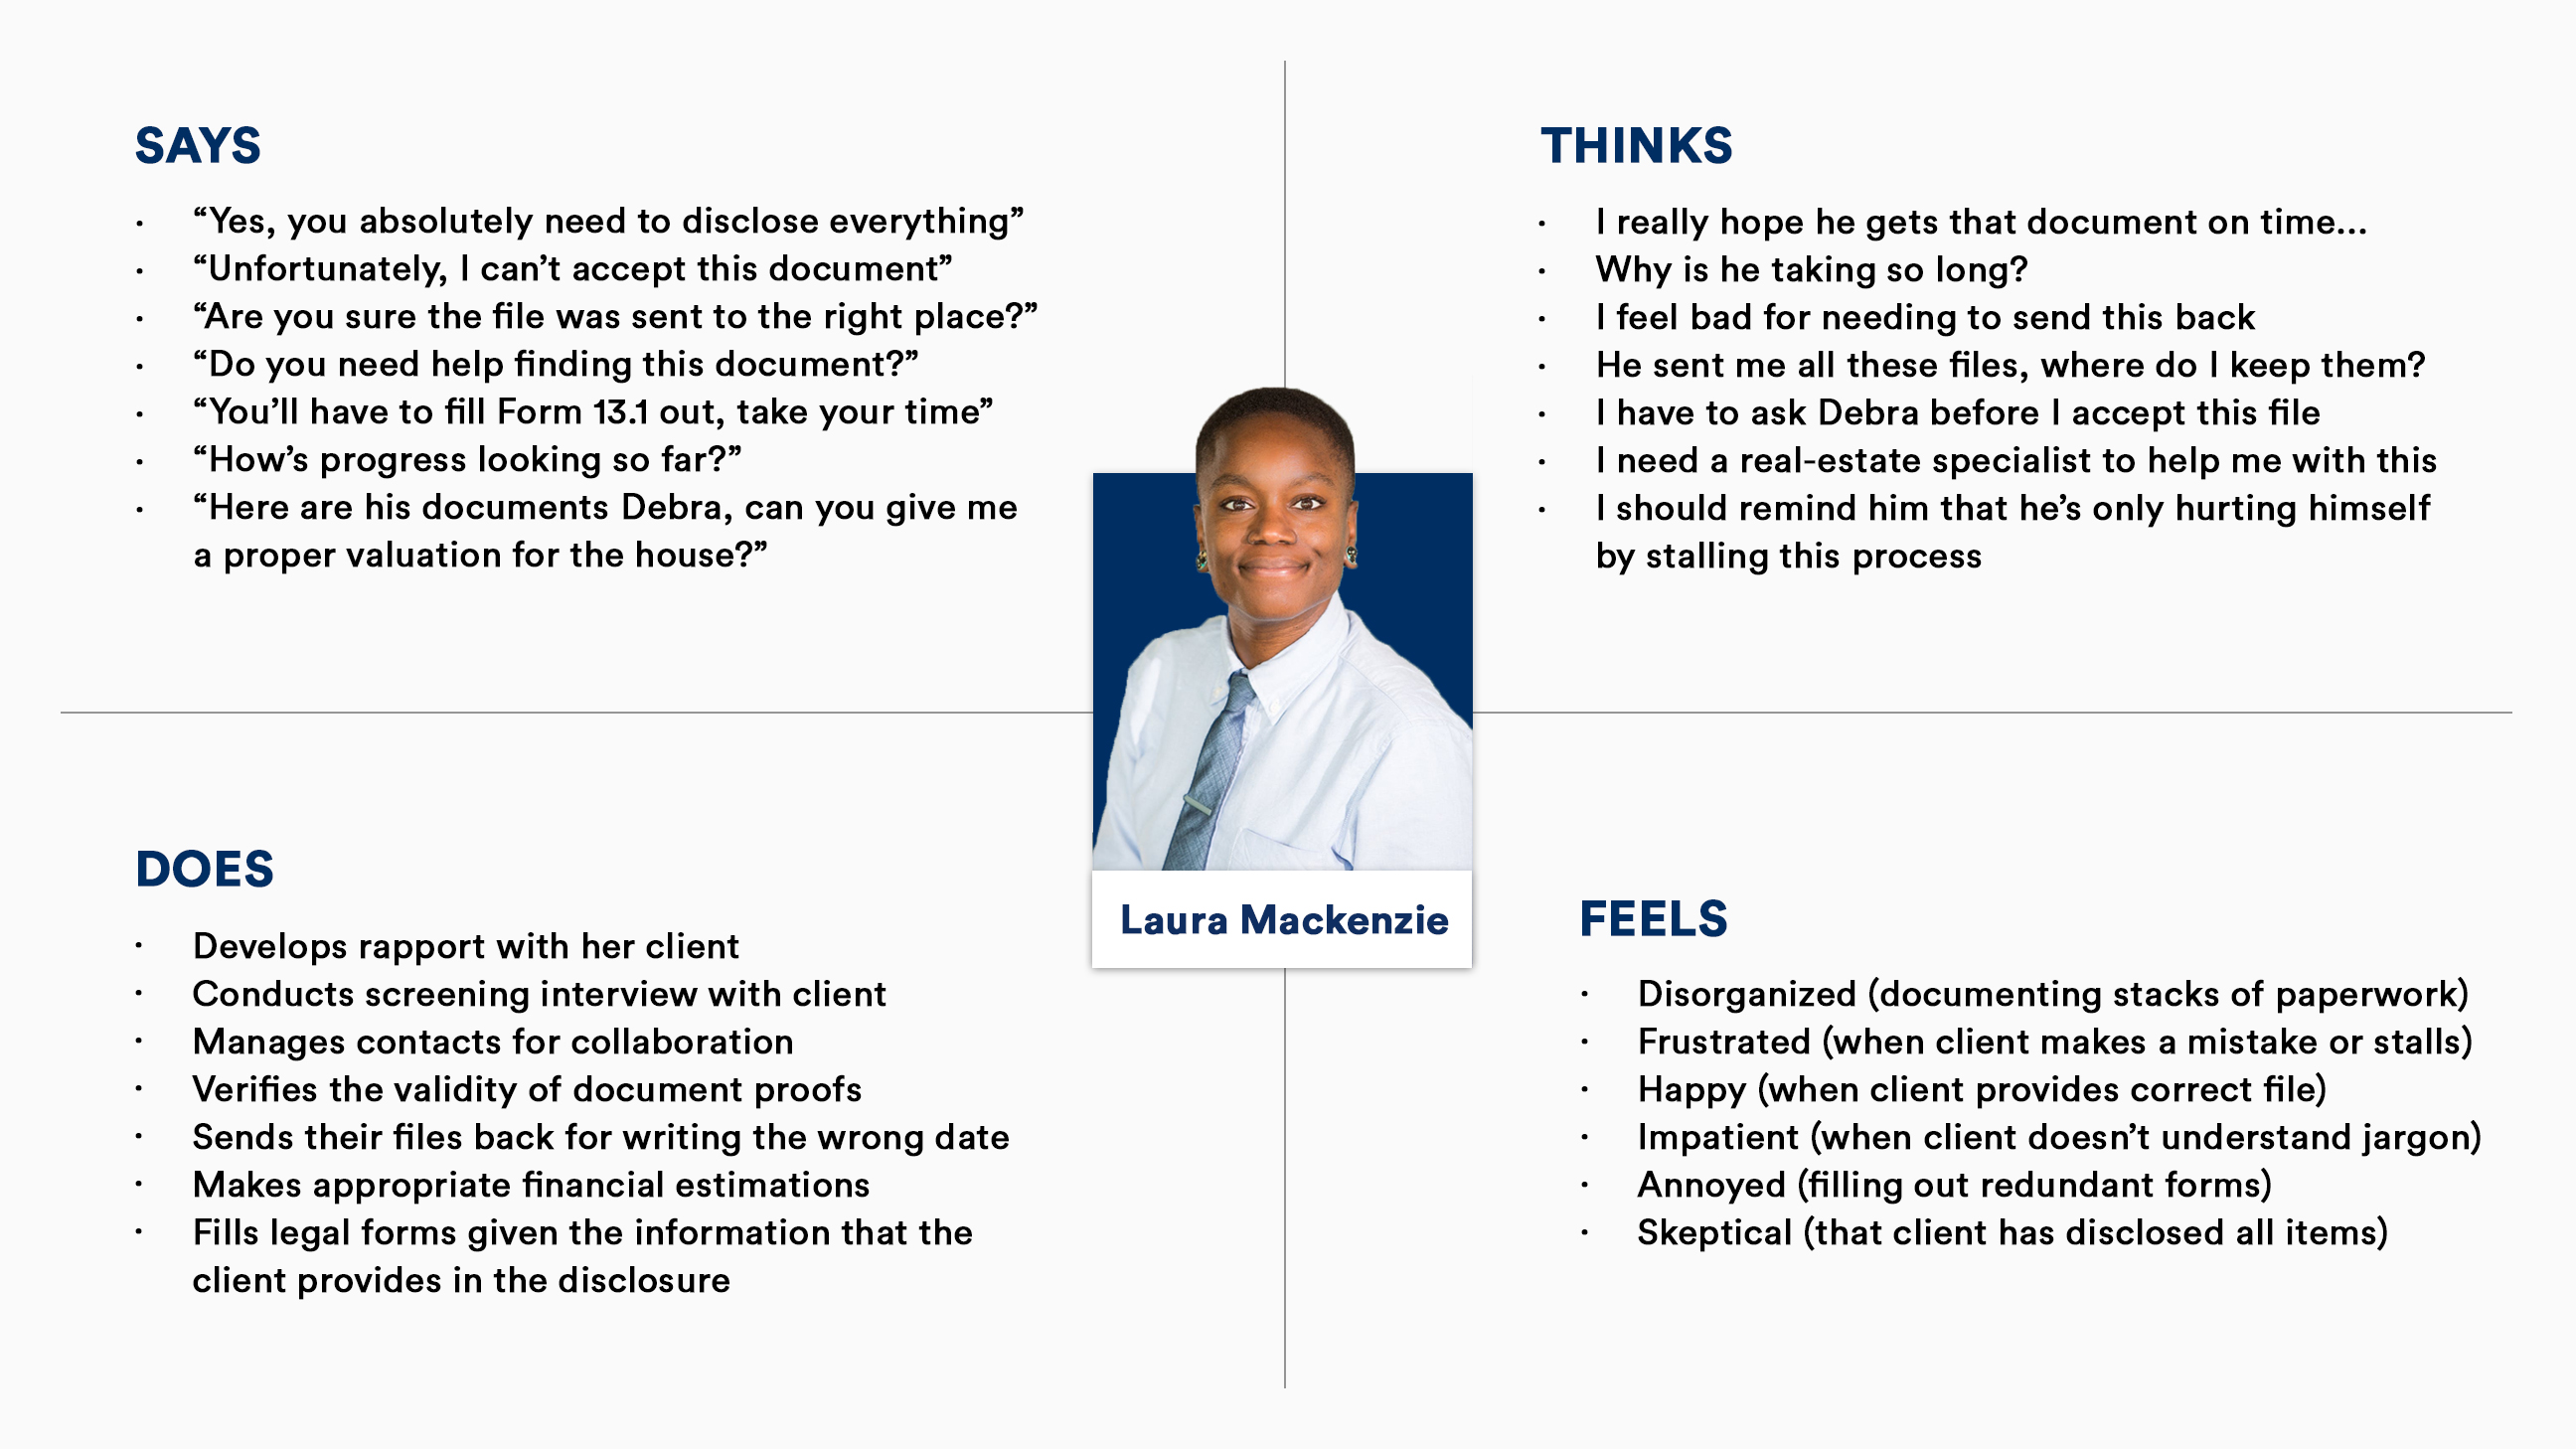 SAYS
· “Yes, you absolutely need to disclose everything”
· “Unfortunately, I can’t accept this document”
· “Are you sure the file was sent to the right place?”
· “Do you need help finding this document?”
· “You’ll have to fill Form 13.1 out, take your time”
· “How’s progress looking so far?”
· “Here are his documents Debra, can you give me
a proper valuation for the house?”
THINKS
· I really hope he gets that document on time...
· Why is he taking so long?
· I feel bad for needing to send this back
· He sent me all these files, where do I keep them?
· I have to ask Debra before I accept this file
· I need a real-estate specialist to help me with this
· I should remind him that he’s only hurting himself
by stalling this process
Laura Mackenzie
DOES
· Develops rapport with her client
· Conducts screening interview with client
· Manages contacts for collaboration
· Verifies the validity of document proofs
· Sends their files back for writing the wrong date
· Makes appropriate financial estimations
· Fills legal forms given the information that the
client provides in the disclosure
FEELS
· Disorganized (documenting stacks of paperwork)
· Frustrated (when client makes a mistake or stalls)
· Happy (when client provides correct file)
· Impatient (when client doesn’t understand jargon)
· Annoyed (filling out redundant forms)
· Skeptical (that client has disclosed all items)